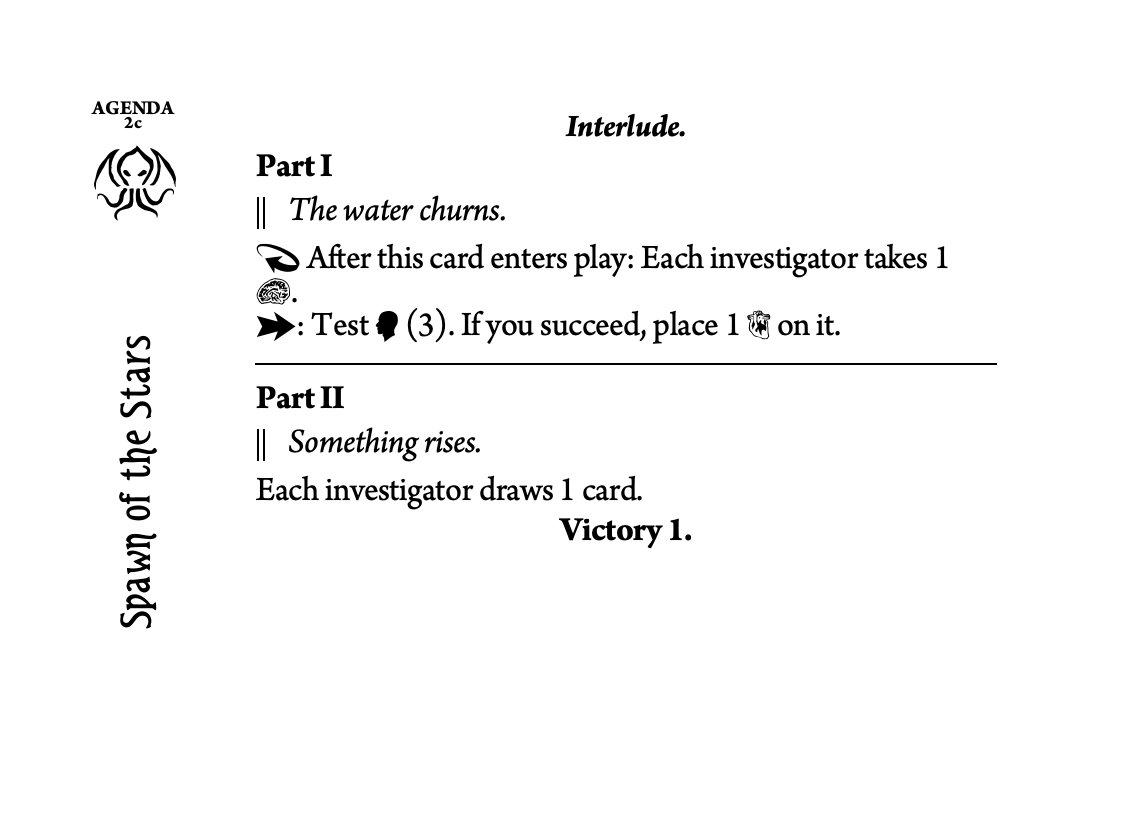 AGENDA
2c
Spawn of the Stars
Interlude.
Part I
The water churns.
After this card enters play: Each investigator takes 1
.
: Test (3). If you succeed, place 1 on it.
Part II
Something rises.
Each investigator draws 1 card.
Victory 1.